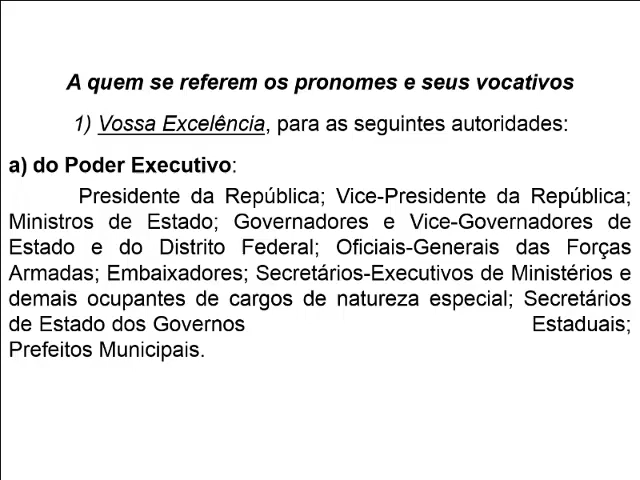 A quem se referem os pronomes e seus vocativos
1) Vossa Excelência, para as seguintes autoridades:
a) do Poder Executivo:
Presidente da República; Vice-Presidente da República;
Ministros de Estado; Governadores e Vice-Governadores de
Estado e do Distrito Federal; Oficiais-Generais das Forças
Armadas; Embaixadores; Secretários-Executivos de Ministérios e
demais ocupantes de cargos de natureza especial; Secretários
de Estado dos Governos Estaduais;
Prefeitos Municipais.